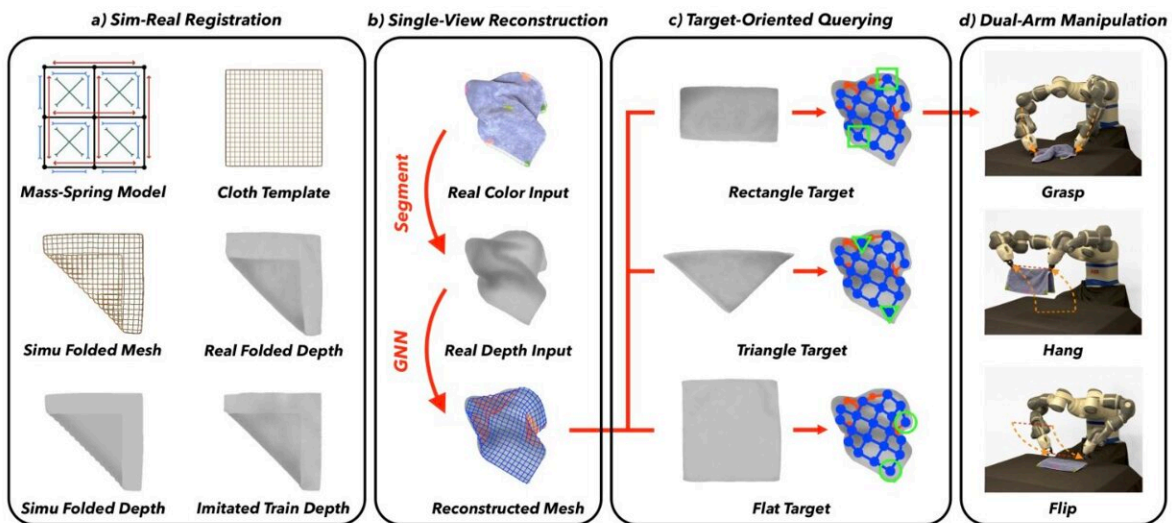 a) Sim-Real Registration
b) Single-View Reconstruction
c) Target-Oriented Querying
d) Dual-Arm Manipulation
Mass-Spring Model
Cloth Template
Simu Folded Mesh
Real Folded Depth
Simu Folded Depth
Imitated Train Depth
Real Color Input
Segment
Real Depth Input
GNN
Reconstructed Mesh
Rectangle Target
Triangle Target
Flat Target
Grasp
Hang
Flip